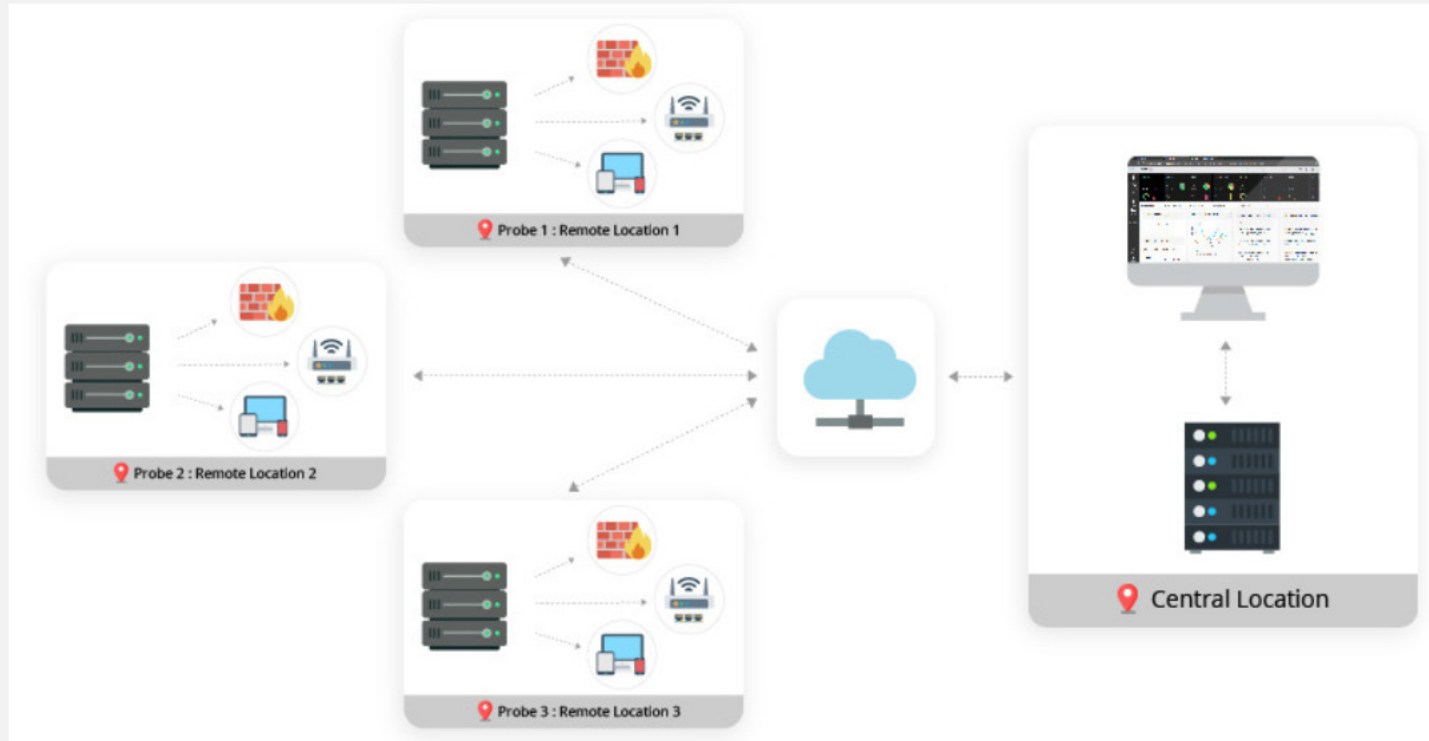 Probe 1 : Remote Location 1
Probe 2 : Remote Location 2
Probe 3 : Remote Location 3
Central Location